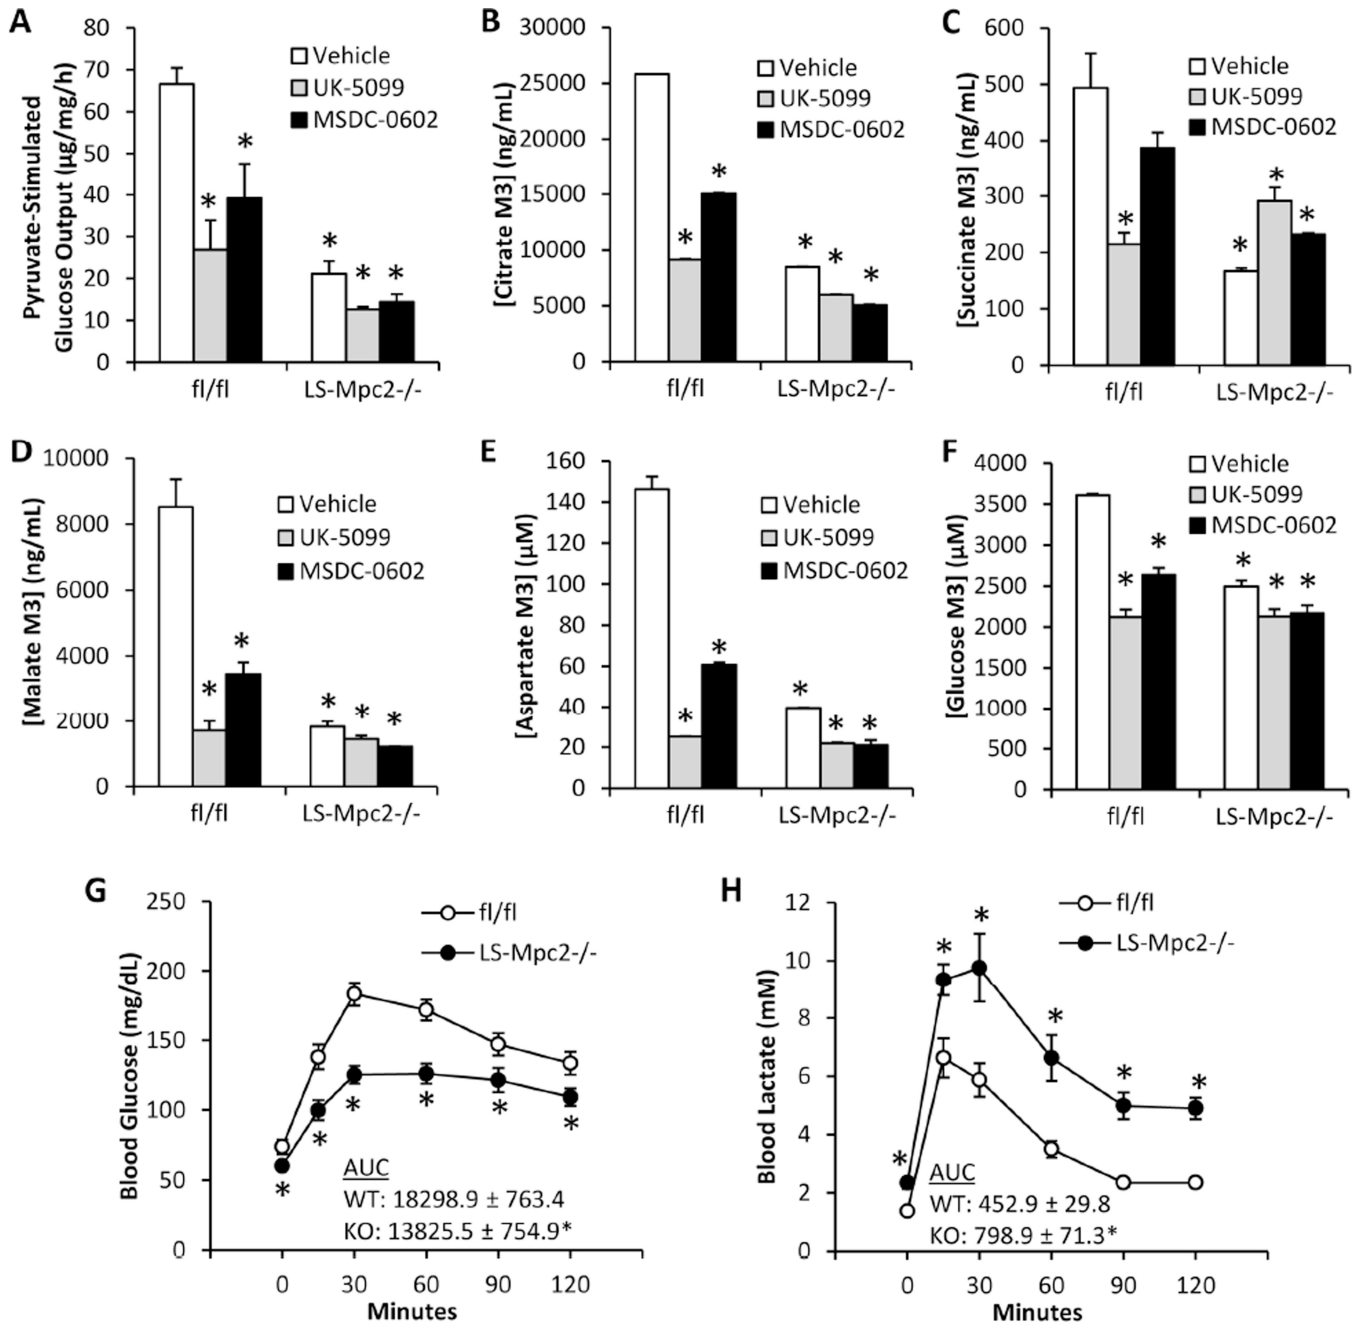 A
Pyruvate-Stimulated
Glucose Output (µg/mg/h)
80
70
60
50
40
30
20
10
0
Vehicle
UK-5099
MSDC-0602
*
*
*
*
*
fl/fl
LS-Mpc2-/-
B
[Citrate M3] (ng/mL)
30000
25000
20000
15000
10000
5000
0
Vehicle
UK-5099
MSDC-0602
*
*
*
*
*
fl/fl
LS-Mpc2-/-
C
[Succinate M3] (ng/mL)
600
500
400
300
200
100
0
Vehicle
UK-5099
MSDC-0602
*
*
*
*
fl/fl
LS-Mpc2-/-
D
[Malate M3] (ng/mL)
10000
8000
6000
4000
2000
0
Vehicle
UK-5099
MSDC-0602
*
*
*
*
*
fl/fl
LS-Mpc2-/-
E
[Aspartate M3] (µM)
160
140
120
100
80
60
40
20
0
Vehicle
UK-5099
MSDC-0602
*
*
*
*
*
fl/fl
LS-Mpc2-/-
F
[Glucose M3] (µM)
4000
3500
3000
2500
2000
1500
1000
500
0
Vehicle
UK-5099
MSDC-0602
*
*
*
*
*
fl/fl
LS-Mpc2-/-
G
Blood Glucose (mg/dL)
250
200
150
100
50
0
fl/fl
LS-Mpc2-/-
*
*
*
*
*
*
AUC
WT: 18298.9 ± 763.4
KO: 13825.5 ± 754.9*
0 30 60 90 120
Minutes
H
Blood Lactate (mM)
12
10
8
6
4
2
0
fl/fl
LS-Mpc2-/-
*
*
*
*
*
*
AUC
WT: 452.9 ± 29.8
KO: 798.9 ± 71.3*
0 30 60 90 120
Minutes